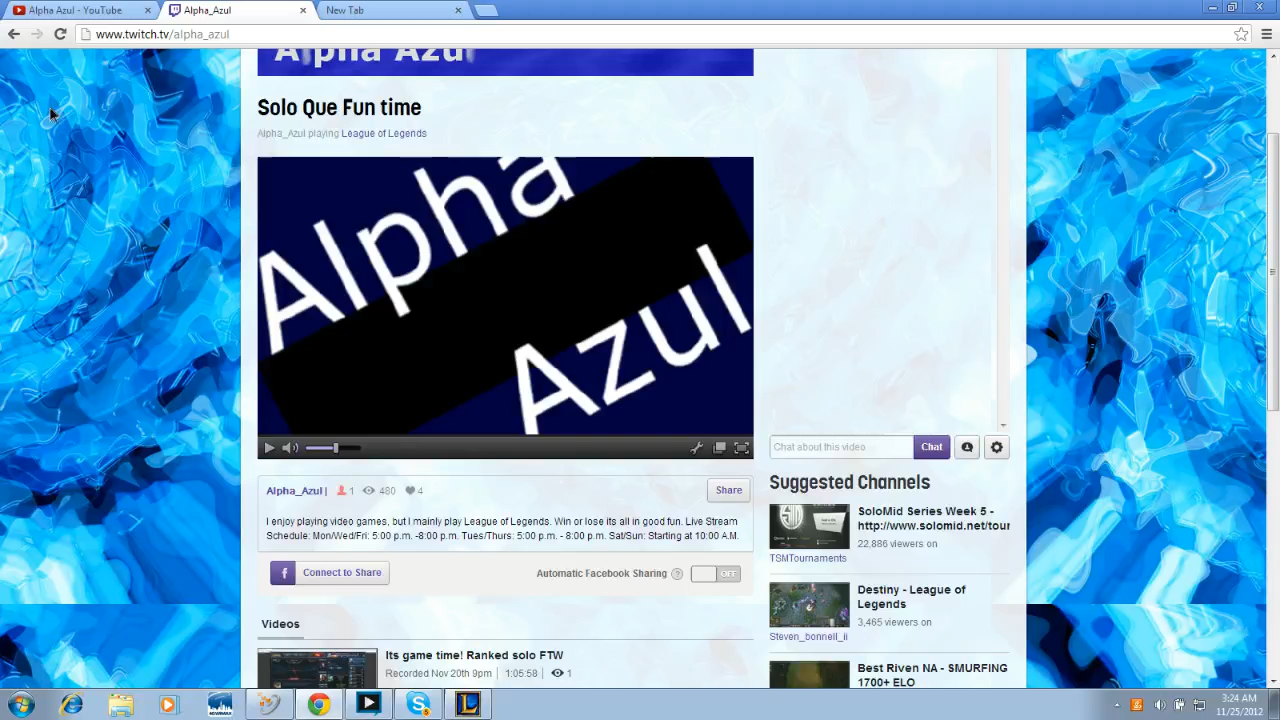 Alpha Azul - YouTube
Alpha_Azul
New Tab
www.twitch.tv/alpha_azul
Alpha Azul
Solo Que Fun time
Alpha_Azul playing League of Legends
Alpha
Azul
Chat about this video
Chat
Alpha_Azul |
1
480
4
Share
I enjoy playing video games, but I mainly play League of Legends. Win or lose its all in good fun. Live Stream
Schedule: Mon/Wed/Fri: 5:00 p.m. -8:00 p.m. Tues/Thurs: 5:00 p.m. - 8:00 p.m. Sat/Sun: Starting at 10:00 A.M.
f Connect to Share
Automatic Facebook Sharing ? OFF
Videos
Its game time! Ranked solo FTW
Recorded Nov 20th 9pm
1:05:58
1
Suggested Channels
SoloMid Series Week 5 -
http://www.solomid.net/tour
22,886 viewers on
TSMTournaments
Destiny - League of
Legends
3,465 viewers on
Steven_bonnell_ii
Best Riven NA - SMURFING
1700+ ELO
3:24 AM
11/25/2012